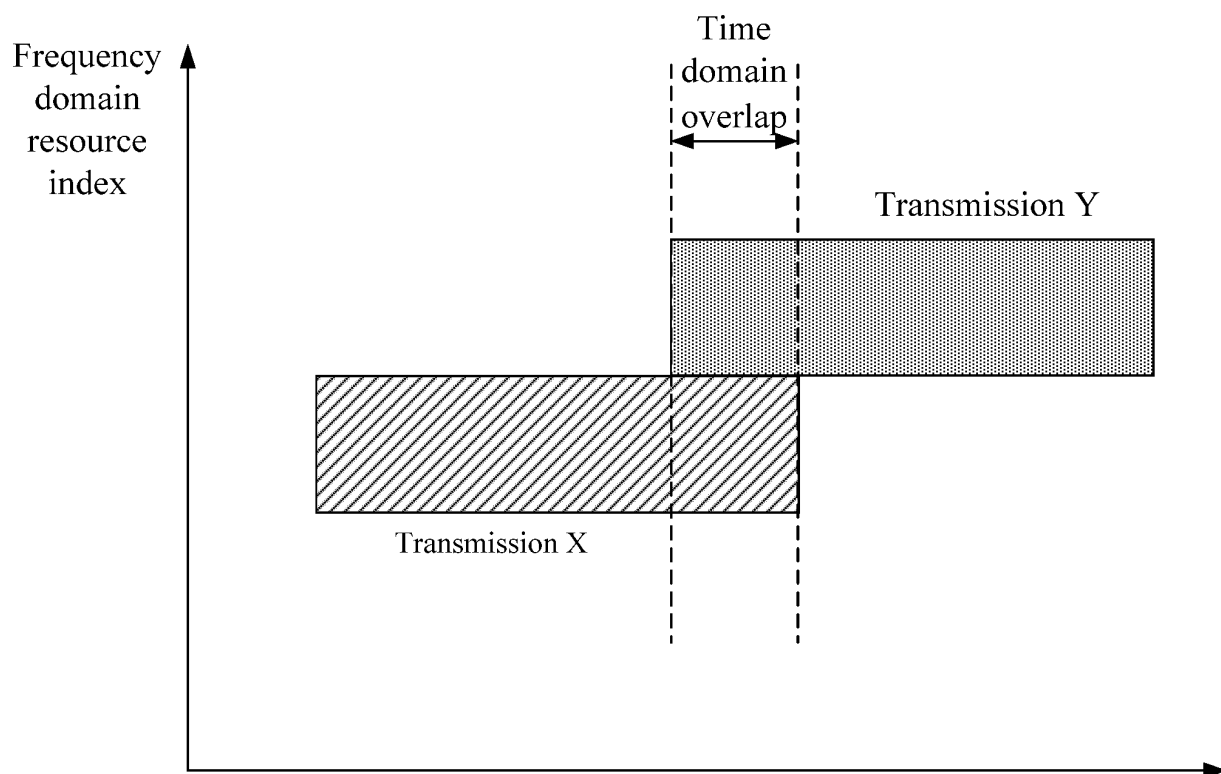 Frequency
domain
resource
index
Time
domain
overlap
Transmission Y
Transmission X